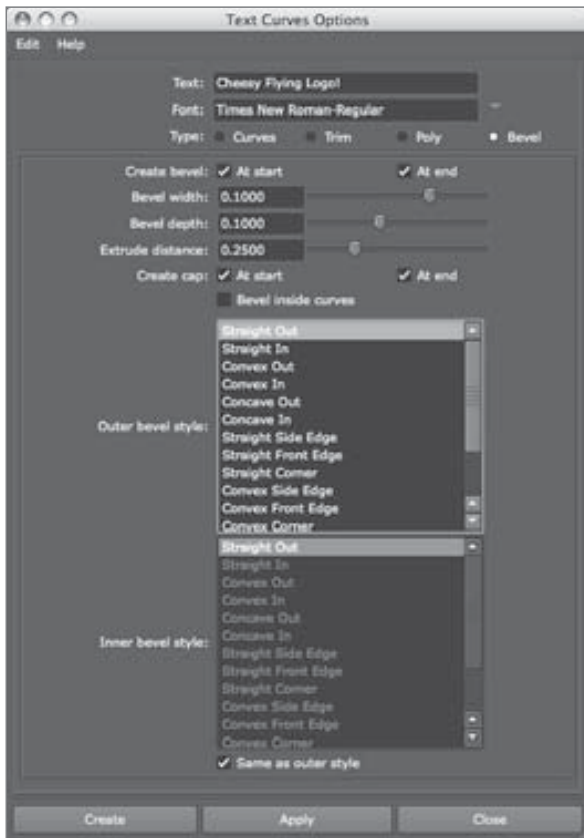 Text Curves Options
Edit Help
Text: Cheesy Flying Logo!
Font: Times New Roman-Regular
Type: Curves Trim Poly Bevel
Create bevel: At start At end
Bevel width: 0.1000
Bevel depth: 0.1000
Extrude distance: 0.2500
Create cap: At start At end
Bevel inside curves
Outer bevel style:
Straight Out
Straight In
Convex Out
Convex In
Concave Out
Concave In
Straight Side Edge
Straight Front Edge
Straight Corner
Convex Side Edge
Convex Front Edge
Convex Corner
Inner bevel style:
Straight Out
Straight In
Convex Out
Convex In
Concave Out
Concave In
Straight Side Edge
Straight Front Edge
Straight Corner
Convex Side Edge
Convex Front Edge
Convex Corner
Same as outer style
Create Apply Close